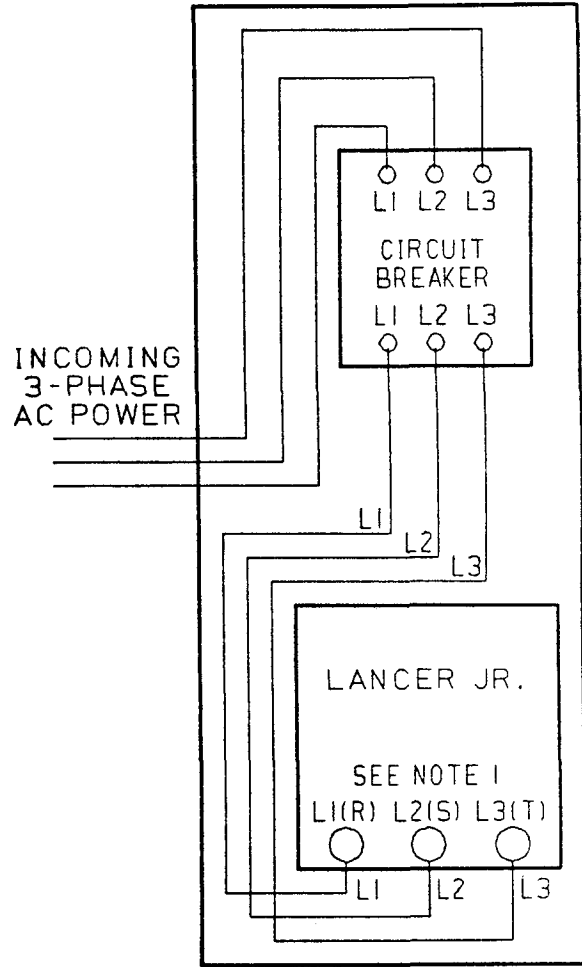 L1 L2 L3
CIRCUIT
BREAKER
L1 L2 L3
INCOMING
3-PHASE
AC POWER
L1
L2
L3
LANCER JR.
SEE NOTE 1
L1(R) L2(S) L3(T)
L1 L2 L3